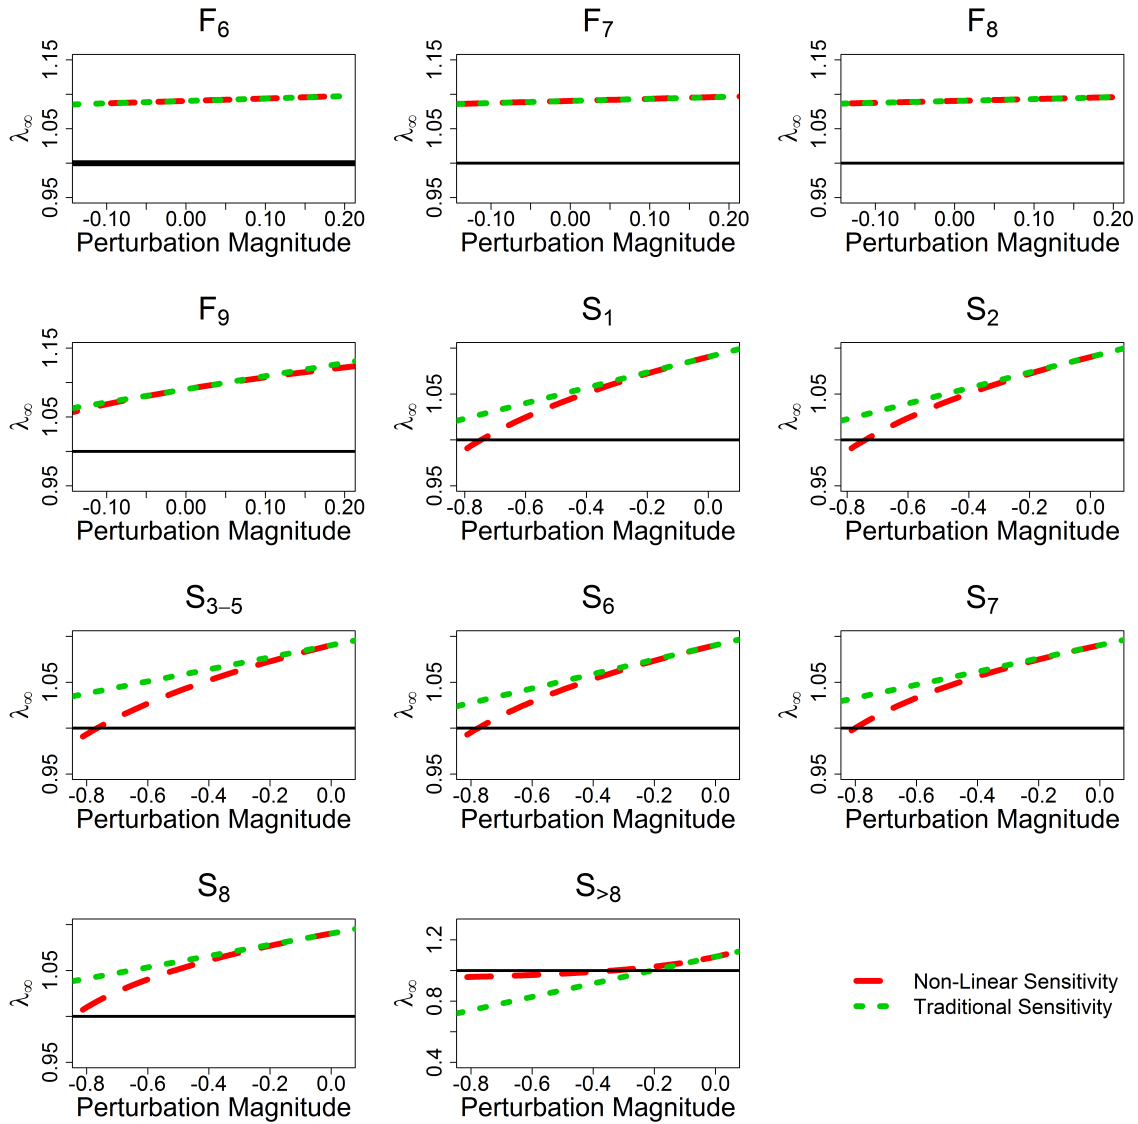 F6
F7
F8
λ∞
0.95 1.05 1.15
-0.10 0.00 0.10 0.20
Perturbation Magnitude
λ∞
0.95 1.05 1.15
-0.10 0.00 0.10 0.20
Perturbation Magnitude
λ∞
0.95 1.05 1.15
-0.10 0.00 0.10 0.20
Perturbation Magnitude
F9
S1
S2
λ∞
0.95 1.05 1.15
-0.10 0.00 0.10 0.20
Perturbation Magnitude
λ∞
0.95 1.05
-0.8 -0.6 -0.4 -0.2 0.0
Perturbation Magnitude
λ∞
0.95 1.05
-0.8 -0.6 -0.4 -0.2 0.0
Perturbation Magnitude
S3–5
S6
S7
λ∞
0.95 1.05
-0.8 -0.6 -0.4 -0.2 0.0
Perturbation Magnitude
λ∞
0.95 1.05
-0.8 -0.6 -0.4 -0.2 0.0
Perturbation Magnitude
λ∞
0.95 1.05
-0.8 -0.6 -0.4 -0.2 0.0
Perturbation Magnitude
S8
S>8
λ∞
0.95 1.05
-0.8 -0.6 -0.4 -0.2 0.0
Perturbation Magnitude
λ∞
0.4 0.8 1.2
-0.8 -0.6 -0.4 -0.2 0.0
Perturbation Magnitude
Non-Linear Sensitivity
Traditional Sensitivity